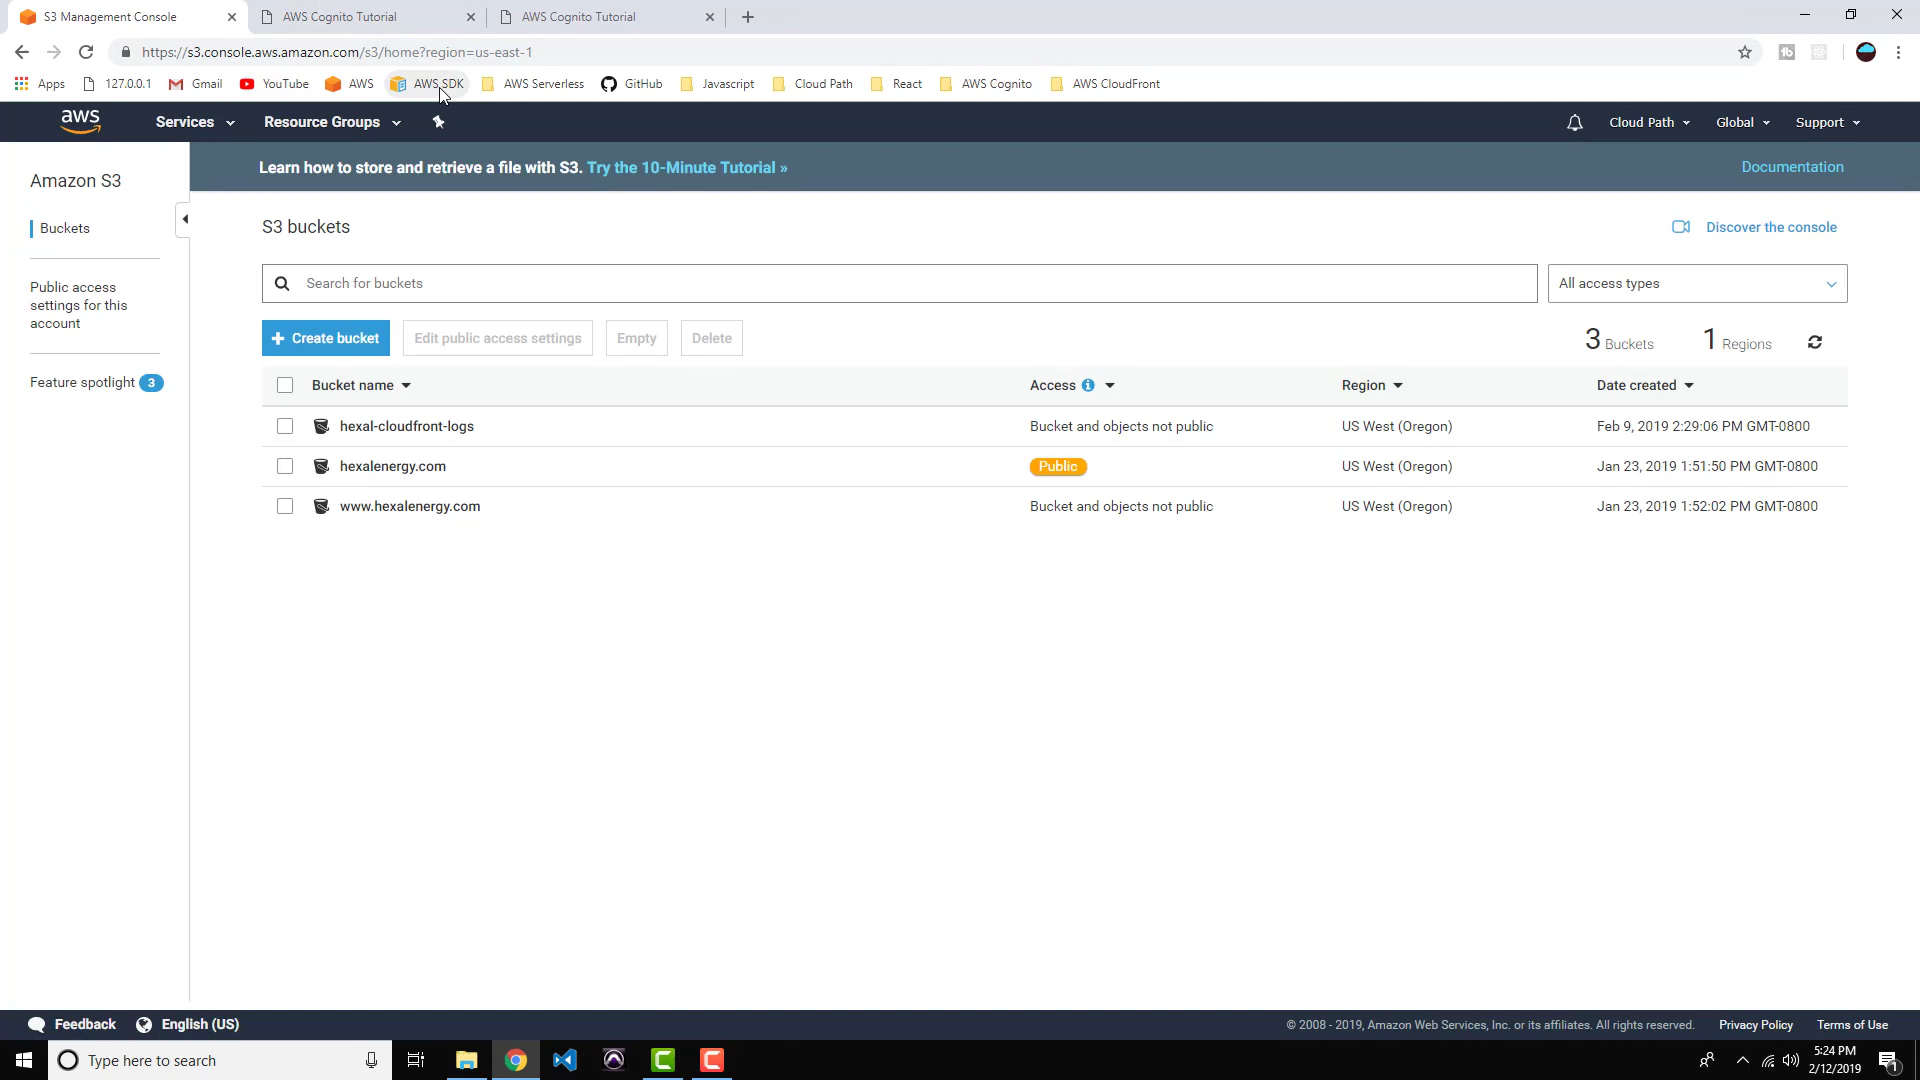 S3 Management Console
AWS Cognito Tutorial
AWS Cognito Tutorial
https://s3.console.aws.amazon.com/s3/home?region=us-east-1
Apps
127.0.0.1
Gmail
YouTube
AWS
AWS SDK
AWS Serverless
GitHub
Javascript
Cloud Path
React
AWS Cognito
AWS CloudFront
aws
Services
Resource Groups
Cloud Path
Global
Support
Amazon S3
Buckets
Public access
settings for this
account
Feature spotlight 3
Learn how to store and retrieve a file with S3. Try the 10-Minute Tutorial »
Documentation
S3 buckets
Discover the console
Search for buckets
All access types
+ Create bucket
Edit public access settings
Empty
Delete
3 Buckets
1 Regions
Bucket name
Access
Region
Date created
hexal-cloudfront-logs
Bucket and objects not public
US West (Oregon)
Feb 9, 2019 2:29:06 PM GMT-0800
hexalenergy.com
Public
US West (Oregon)
Jan 23, 2019 1:51:50 PM GMT-0800
www.hexalenergy.com
Bucket and objects not public
US West (Oregon)
Jan 23, 2019 1:52:02 PM GMT-0800
Feedback
English (US)
© 2008 - 2019, Amazon Web Services, Inc. or its affiliates. All rights reserved.
Privacy Policy
Terms of Use
Type here to search
5:24 PM
2/12/2019
1